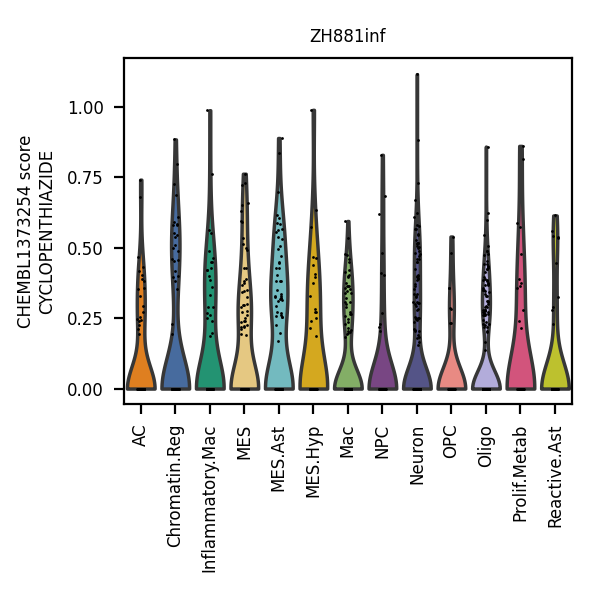 ZH881inf
CHEMBL1373254 score
CYCLOPENTHIAZIDE
1.00
0.75
0.50
0.25
0.00
AC
Chromatin.Reg
Inflammatory.Mac
MES
MES.Ast
MES.Hyp
Mac
NPC
Neuron
OPC
Oligo
Prolif.Metab
Reactive.Ast